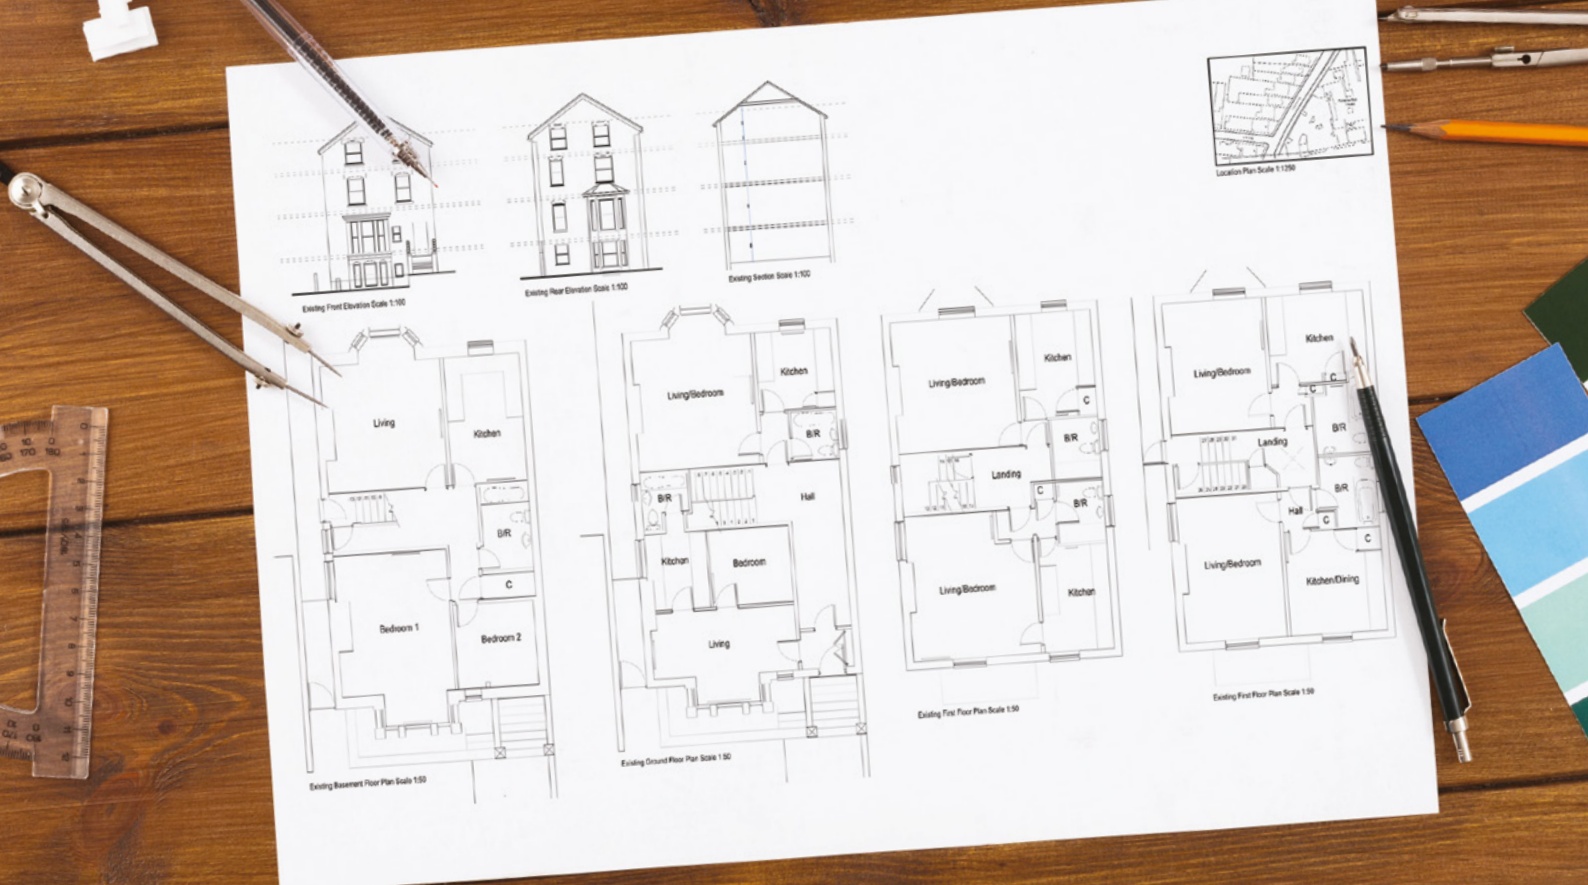 Existing Front Elevation Scale 1:100
Existing Rear Elevation Scale 1:100
Existing Section Scale 1:100
Location Plan Scale 1:1250
Living
Kitchen
B/R
C
Bedroom 1
Bedroom 2
Existing Basement Floor Plan Scale 1:50
Living/Bedroom
Kitchen
B/R
B/R
Hall
Kitchen
Bedroom
Living
Existing Ground Floor Plan Scale 1:50
Living/Bedroom
Kitchen
C
B/R
Landing
C
B/R
Living/Bedroom
Kitchen
Existing First Floor Plan Scale 1:50
Kitchen
Living/Bedroom
C
C
B/R
Landing
B/R
Hall
C
C
Living/Bedroom
Kitchen/Dining
Existing First Floor Plan Scale 1:50